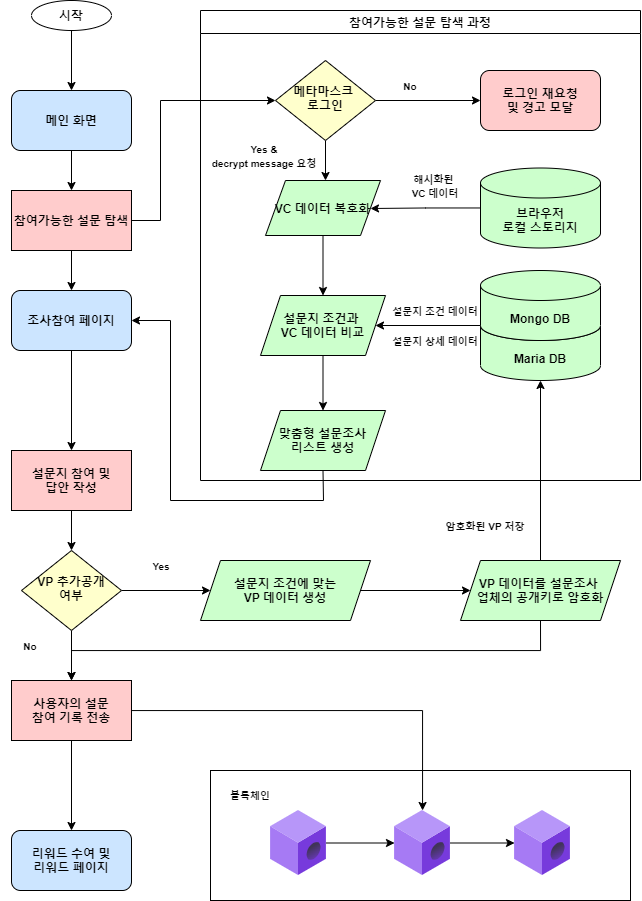 시작
참여가능한 설문 탐색 과정
메인 화면
메타마스크
로그인
No
로그인 재요청
및 경고 모달
Yes &
decrypt message 요청
참여가능한 설문 탐색
VC 데이터 복호화
해시화된
VC 데이터
브라우저
로컬 스토리지
조사참여 페이지
설문지 조건과
VC 데이터 비교
설문지 조건 데이터
설문지 상세 데이터
Mongo DB
Maria DB
맞춤형 설문조사
리스트 생성
설문지 참여 및
답안 작성
암호화된 VP 저장
VP 추가공개
여부
Yes
설문지 조건에 맞는
VP 데이터 생성
VP 데이터를 설문조사
업체의 공개키로 암호화
No
사용자의 설문
참여 기록 전송
블록체인
리워드 수여 및
리워드 페이지